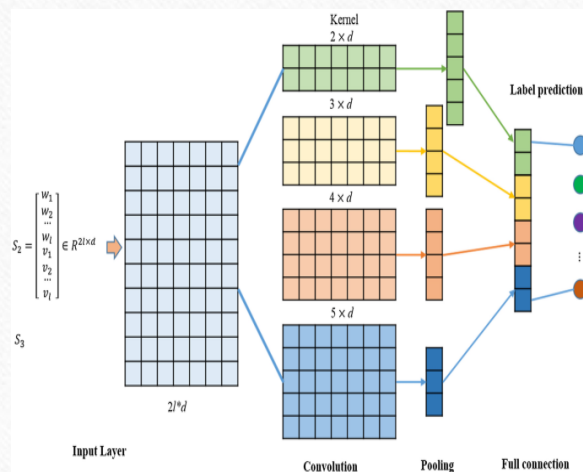 Kernel
2 × d
3 × d
Label prediction
S₂ = [w₁ w₂ ... wₗ v₁ v₂ ... vₗ] ∈ R²ˡˣᵈ
4 × d
5 × d
S₃
2l*d
Input Layer
Convolution
Pooling
Full connection
...